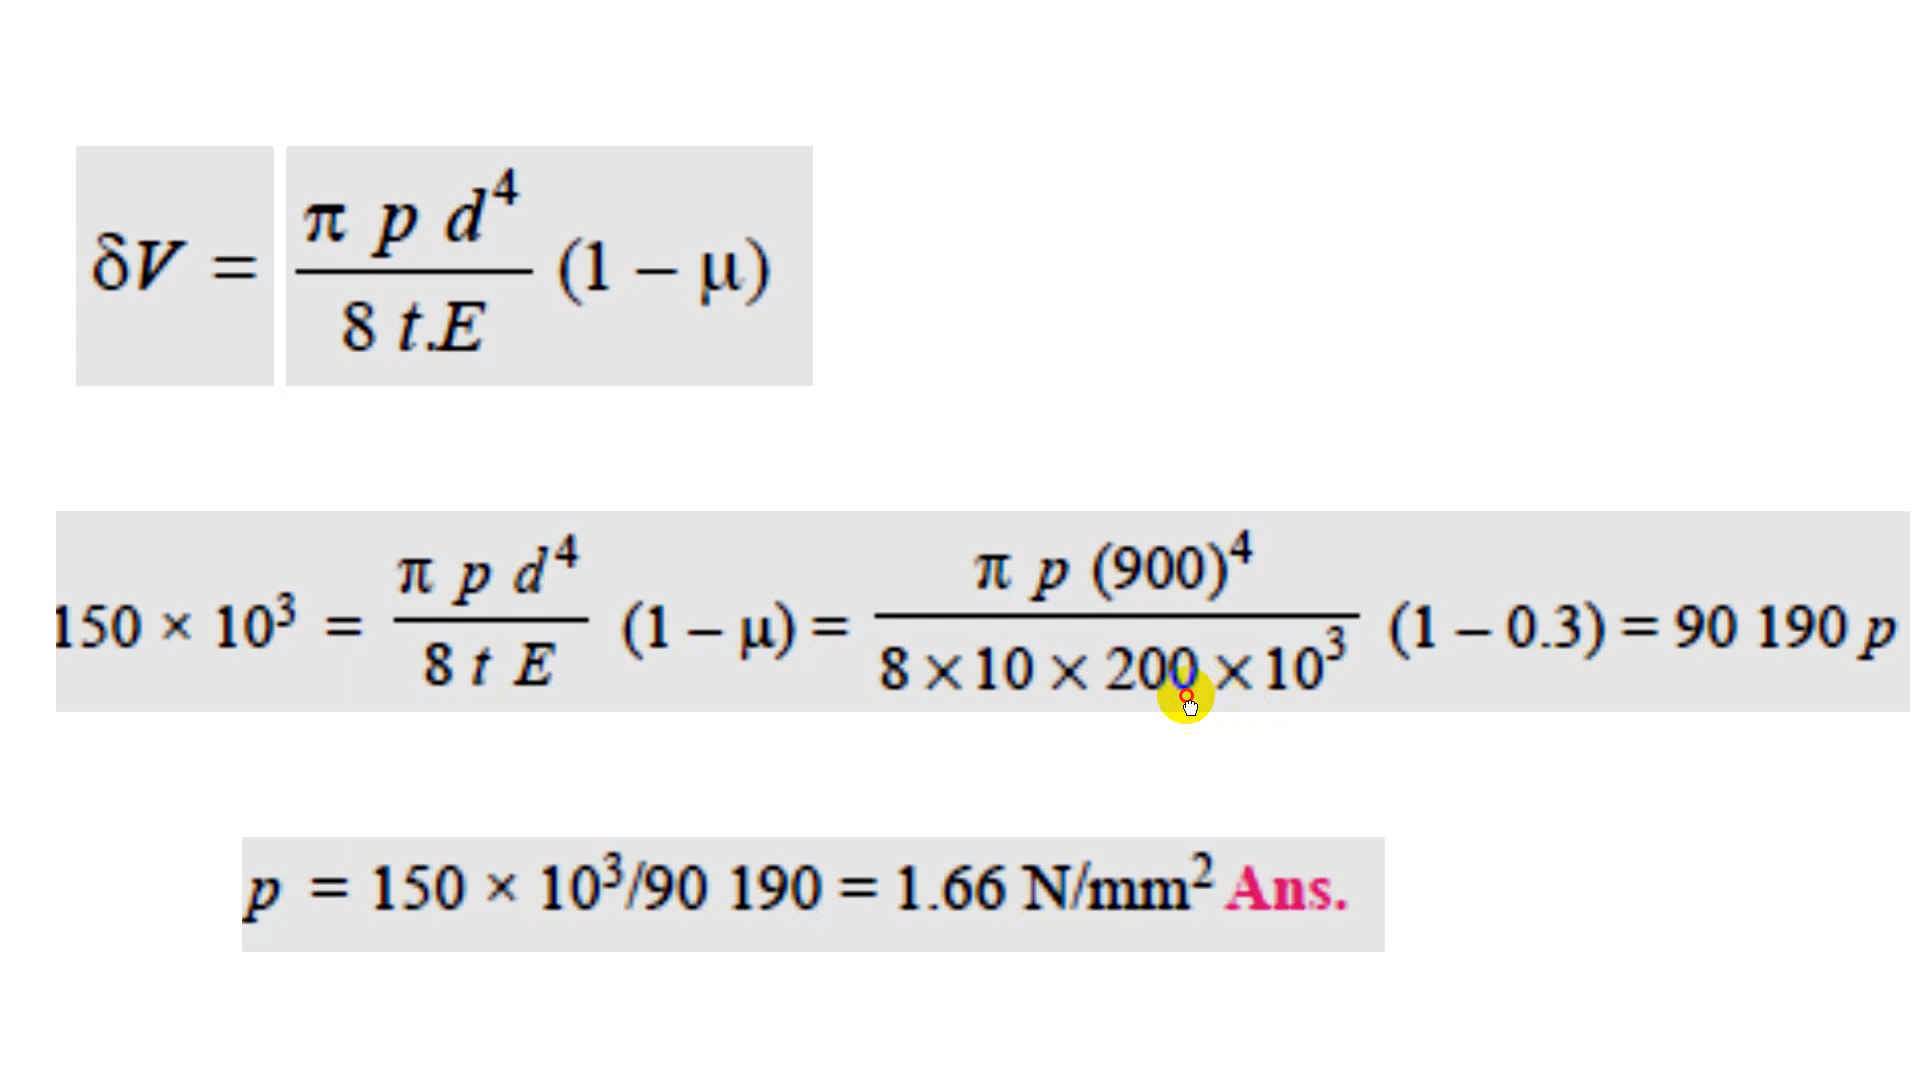 δV = π p d⁴ / 8 t.E (1 – μ)
150 × 10³ = π p d⁴ / 8 t E (1 – μ) = π p (900)⁴ / 8 × 10 × 200 × 10³ (1 – 0.3) = 90 190 p
p = 150 × 10³/90 190 = 1.66 N/mm² Ans.